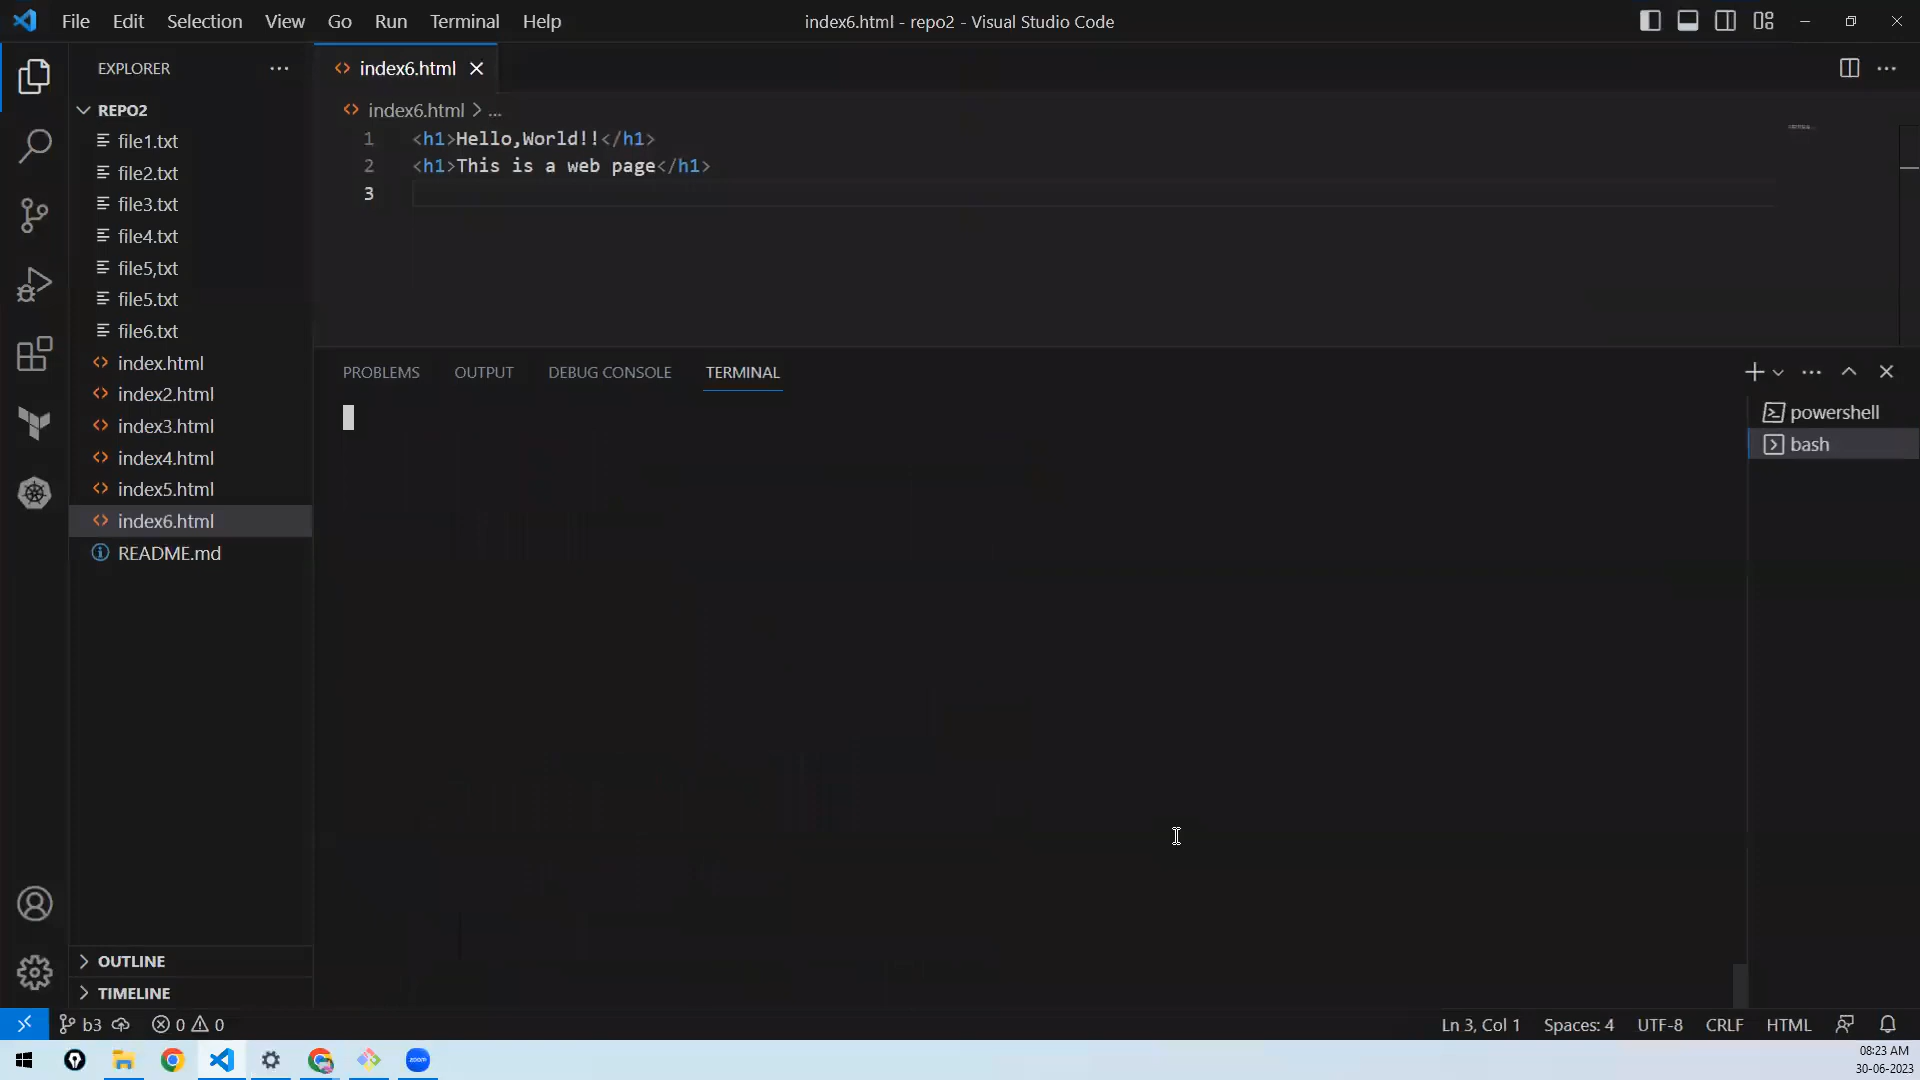 File Edit Selection View Go Run Terminal Help
index6.html - repo2 - Visual Studio Code
EXPLORER
index6.html
REPO2
index6.html > ...
file1.txt
file2.txt
file3.txt
file4.txt
file5,txt
file5.txt
file6.txt
index.html
index2.html
index3.html
index4.html
index5.html
index6.html
README.md
1 <h1>Hello,World!!</h1>
2 <h1>This is a web page</h1>
3
PROBLEMS OUTPUT DEBUG CONSOLE TERMINAL
powershell
bash
OUTLINE
TIMELINE
b3 0 0
Ln 3, Col 1 Spaces: 4 UTF-8 CRLF HTML
zoom
08:23 AM
30-06-2023